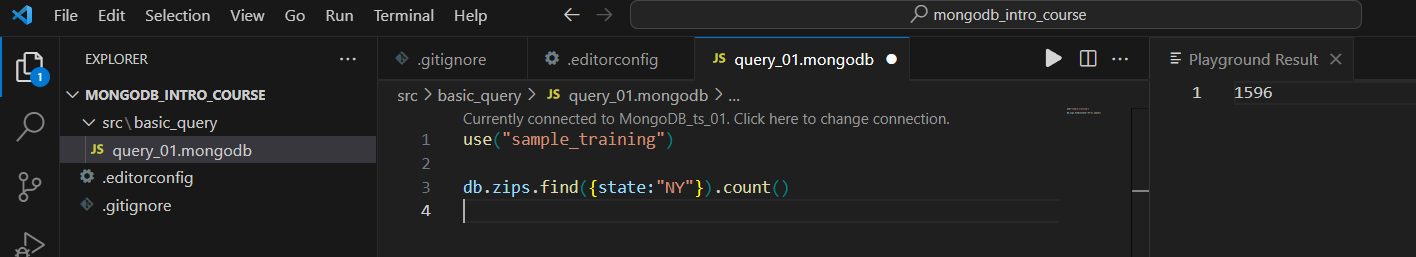 File Edit Selection View Go Run Terminal Help
mongodb_intro_course
EXPLORER
MONGODB_INTRO_COURSE
src\basic_query
JS query_01.mongodb
.editorconfig
.gitignore
1
.gitignore
.editorconfig
JS query_01.mongodb
src > basic_query > JS query_01.mongodb > ...
Currently connected to MongoDB_ts_01. Click here to change connection.
1 use("sample_training")
2
3 db.zips.find({state:"NY"}).count()
4
Playground Result
1 1596